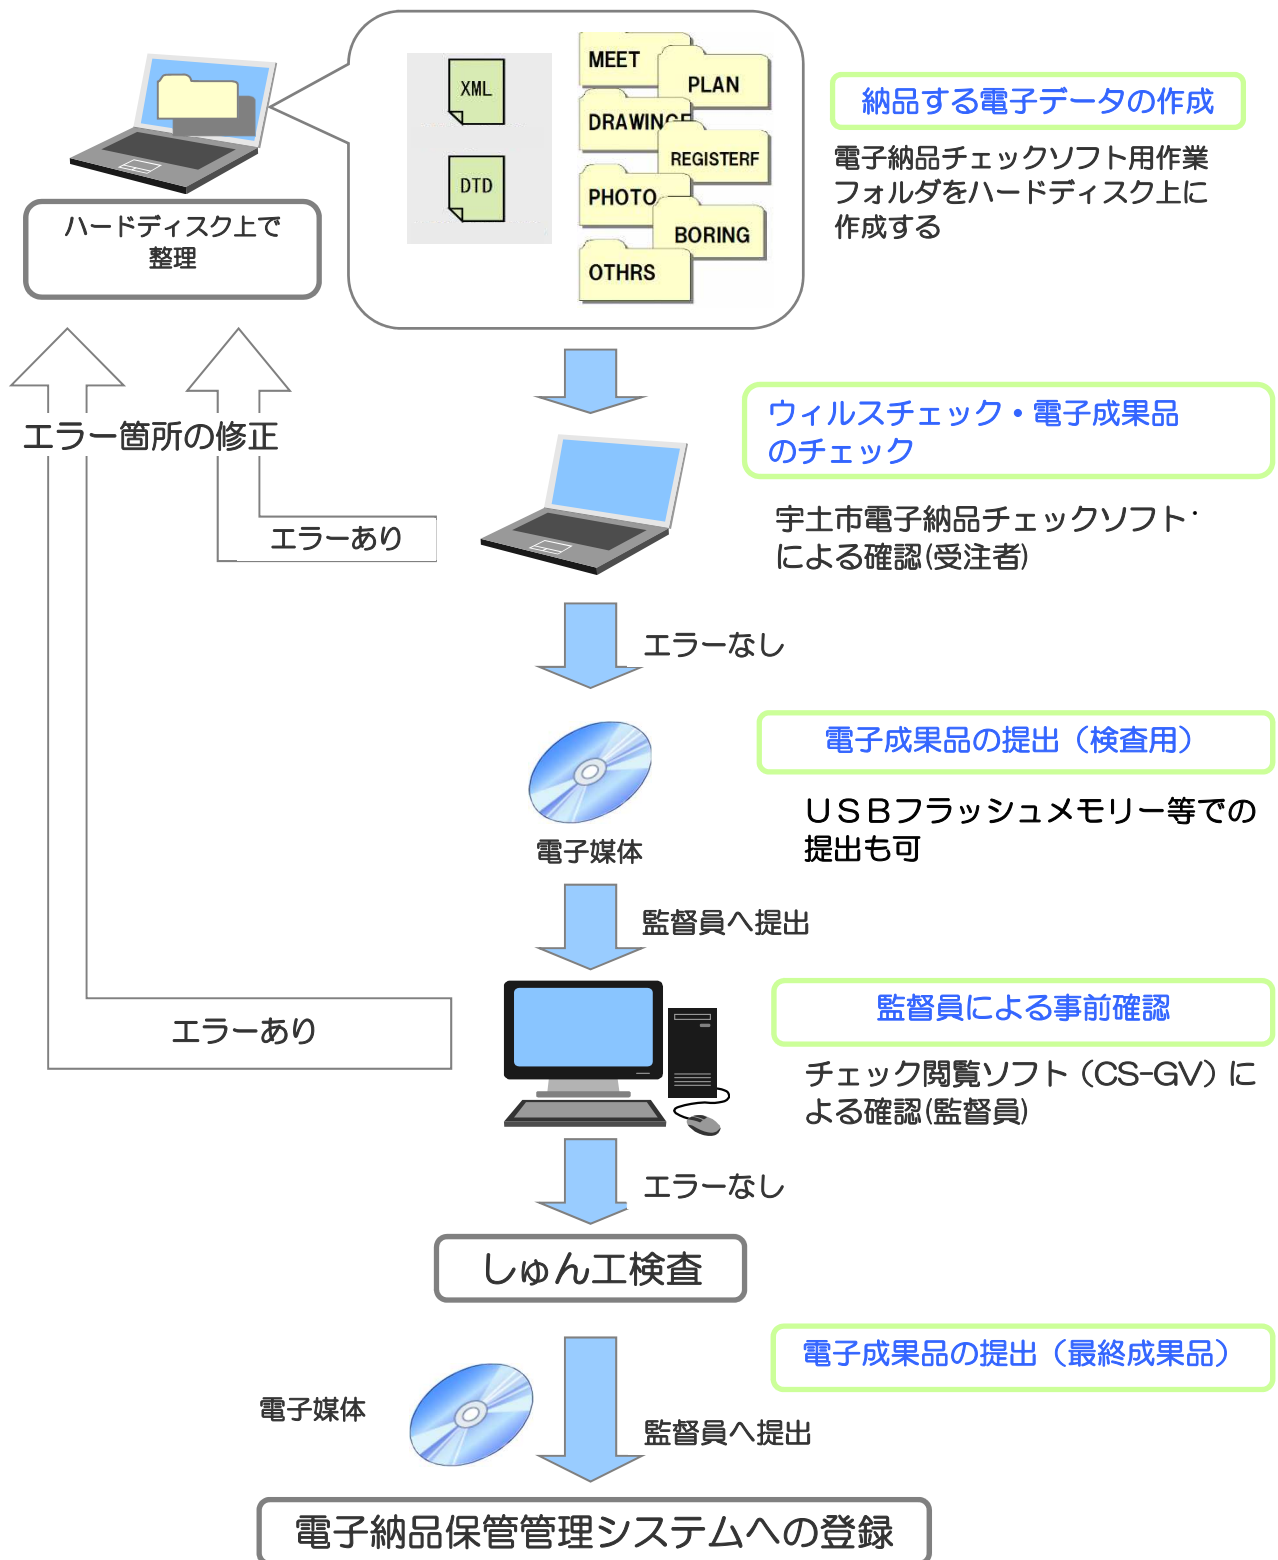 XML
DTD
MEET
PLAN
DRAWINGF
REGISTERF
PHOTO
BORING
OTHRS
ハードディスク上で
整理
納品する電子データの作成
電子納品チェックソフト用作業
フォルダをハードディスク上に
作成する
エラー箇所の修正
エラーあり
ウィルスチェック・電子成果品
のチェック
宇土市電子納品チェックソフト・
による確認(受注者)
エラーなし
電子媒体
電子成果品の提出（検査用）
ＵＳＢフラッシュメモリー等での
提出も可
監督員へ提出
エラーあり
監督員による事前確認
チェック閲覧ソフト（CS-GV）に
よる確認(監督員)
エラーなし
しゅん工検査
電子成果品の提出（最終成果品）
電子媒体
監督員へ提出
電子納品保管管理システムへの登録